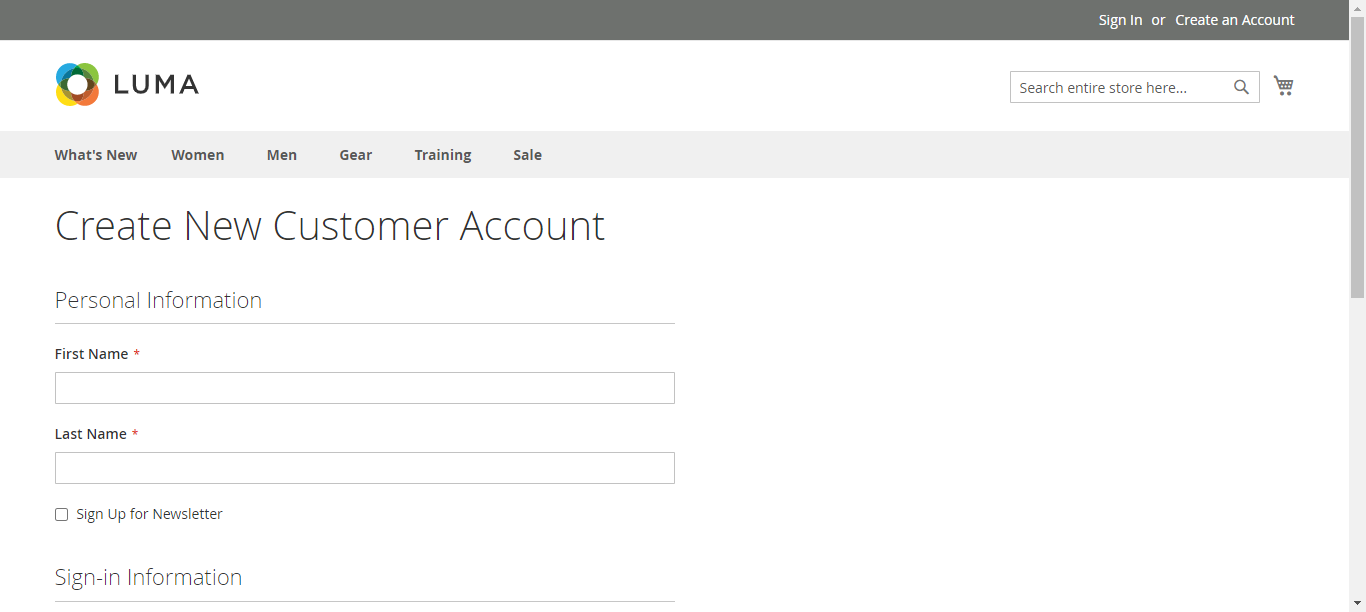 Sign In or Create an Account
LUMA
Search entire store here...
What's New Women Men Gear Training Sale
Create New Customer Account
Personal Information
First Name *
Last Name *
Sign Up for Newsletter
Sign-in Information